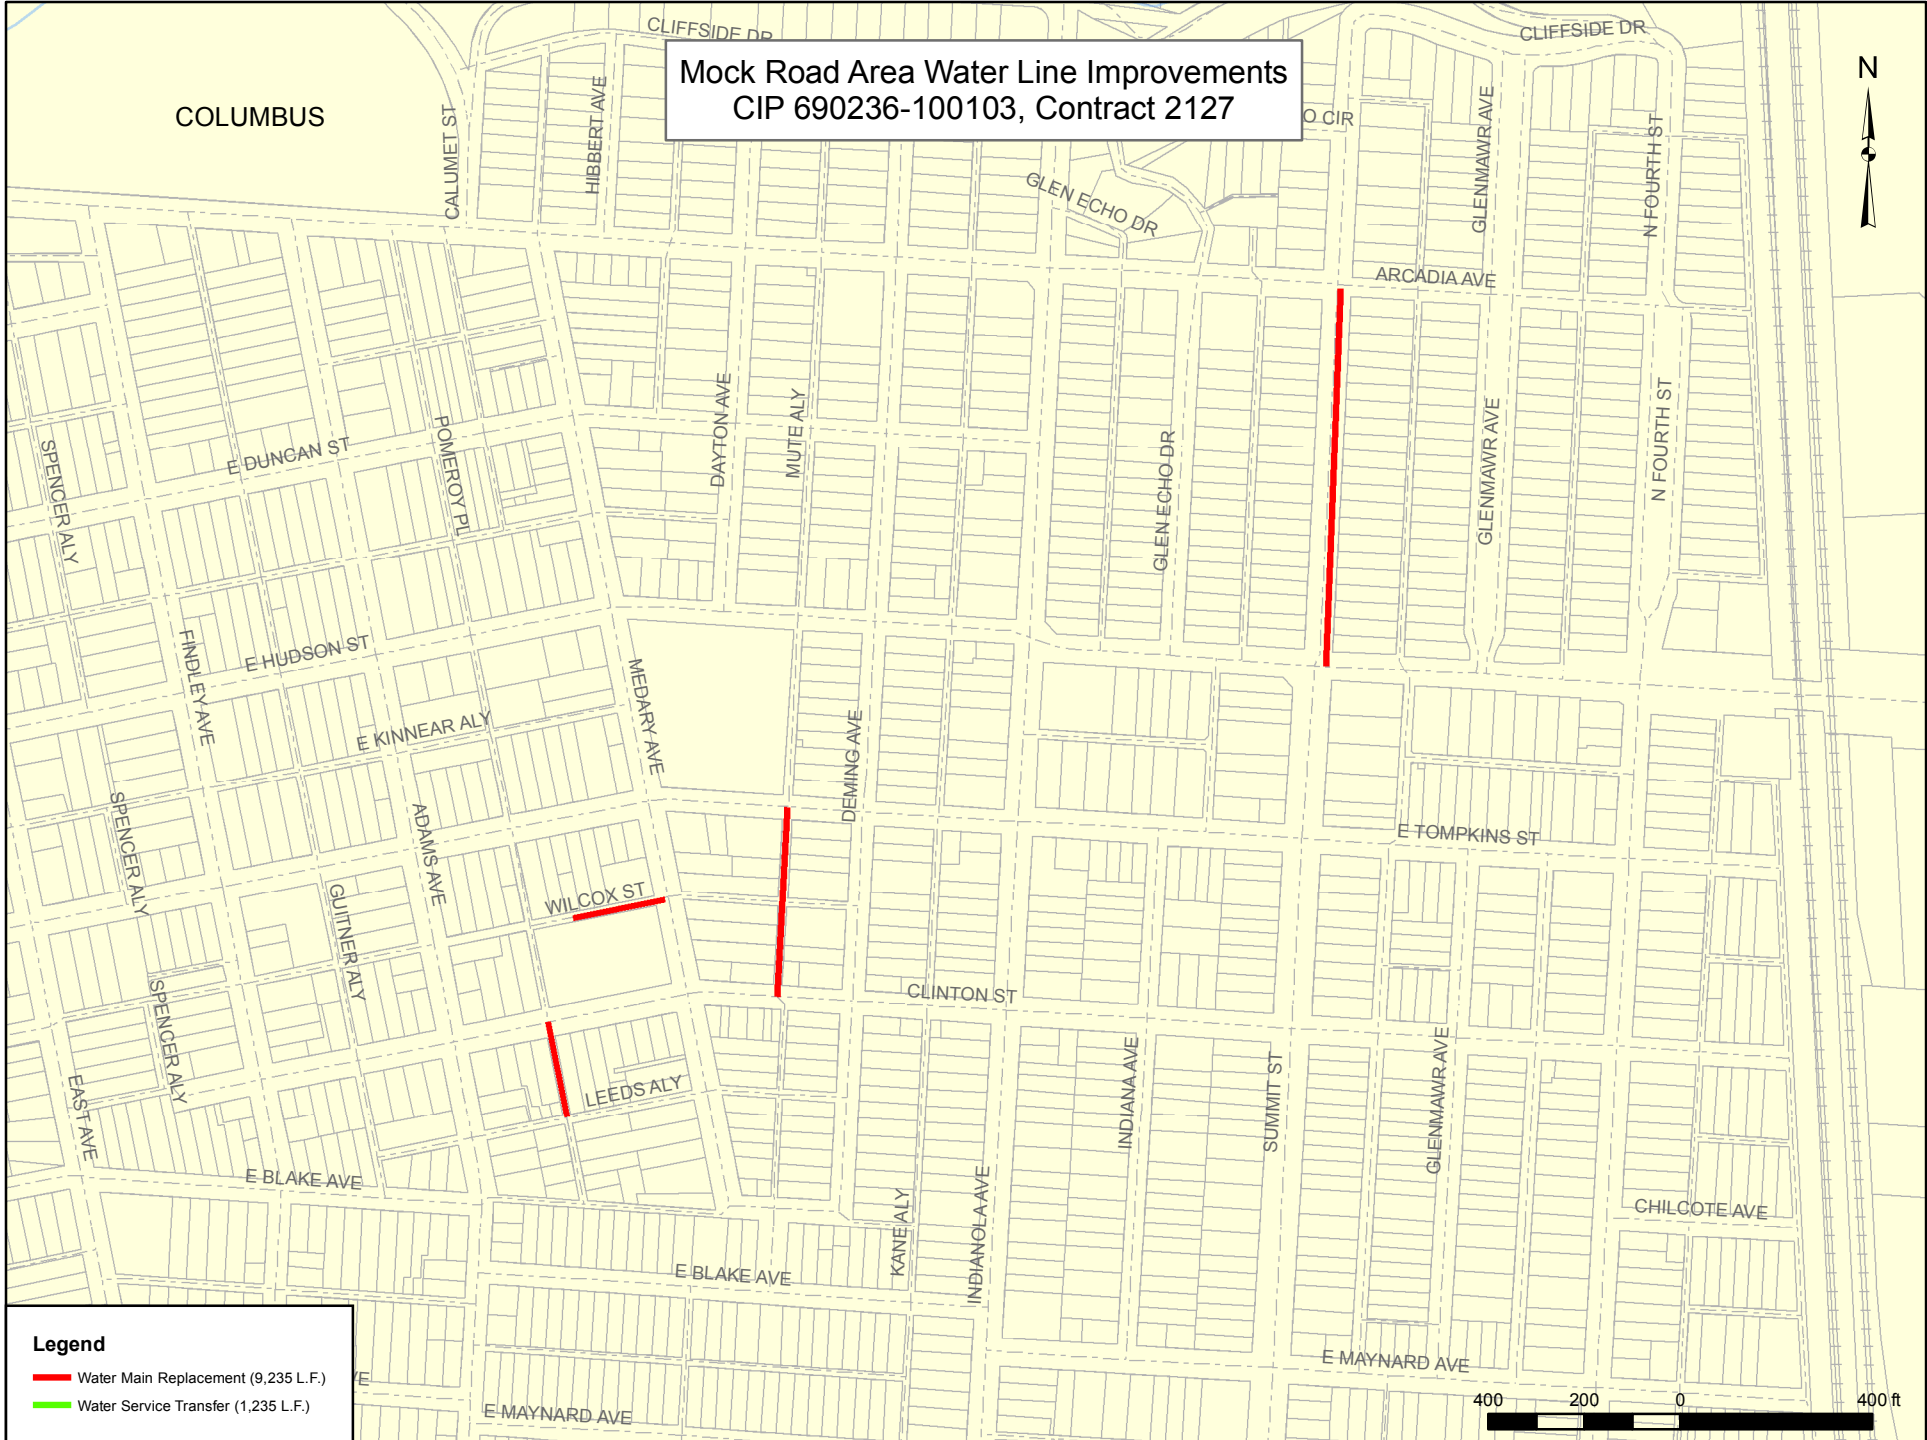 CLIFFSIDE DR
CLIFFSIDE DR
Mock Road Area Water Line Improvements
CIP 690236-100103, Contract 2127
N
COLUMBUS
CALUMET ST
HIBBERT AVE
O CIR
GLENMAWR AVE
N FOURTH ST
GLEN ECHO DR
ARCADIA AVE
SPENCER ALY
E DUNCAN ST
POMEROY PL
DAYTON AVE
MUTE ALY
GLEN ECHO DR
GLENMAWR AVE
N FOURTH ST
FINDLEY AVE
E HUDSON ST
MEDARY AVE
E KINNEAR ALY
DEMING AVE
SPENCER ALY
ADAMS AVE
E TOMPKINS ST
GUITNER ALY
WILCOX ST
SPENCER ALY
CLINTON ST
EAST AVE
LEEDS ALY
INDIANA AVE
SUMMIT ST
GLENMAWR AVE
E BLAKE AVE
KANE ALY
INDIANOLA AVE
CHILCOTE AVE
E BLAKE AVE
E MAYNARD AVE
E MAYNARD AVE
VE
Legend
Water Main Replacement (9,235 L.F.)
Water Service Transfer (1,235 L.F.)
400 200 0 400 ft